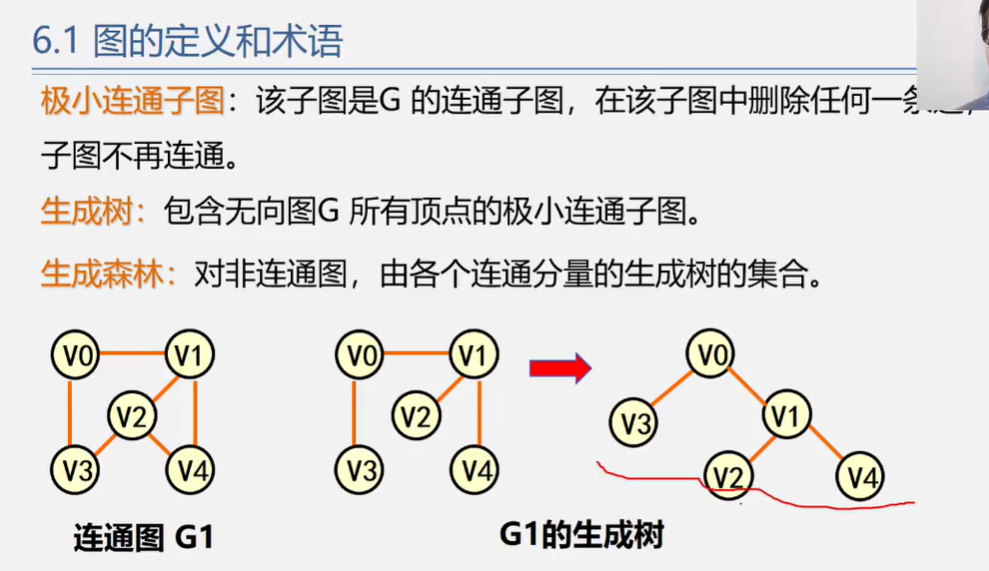 6.1 图的定义和术语
极小连通子图：该子图是G 的连通子图，在该子图中删除任何一条
子图不再连通。
生成树：包含无向图G 所有顶点的极小连通子图。
生成森林：对非连通图，由各个连通分量的生成树的集合。
V0 V1 V0 V1 V0
V2 V2 V3 V1
V3 V4 V3 V4 V2 V4
连通图 G1 G1的生成树